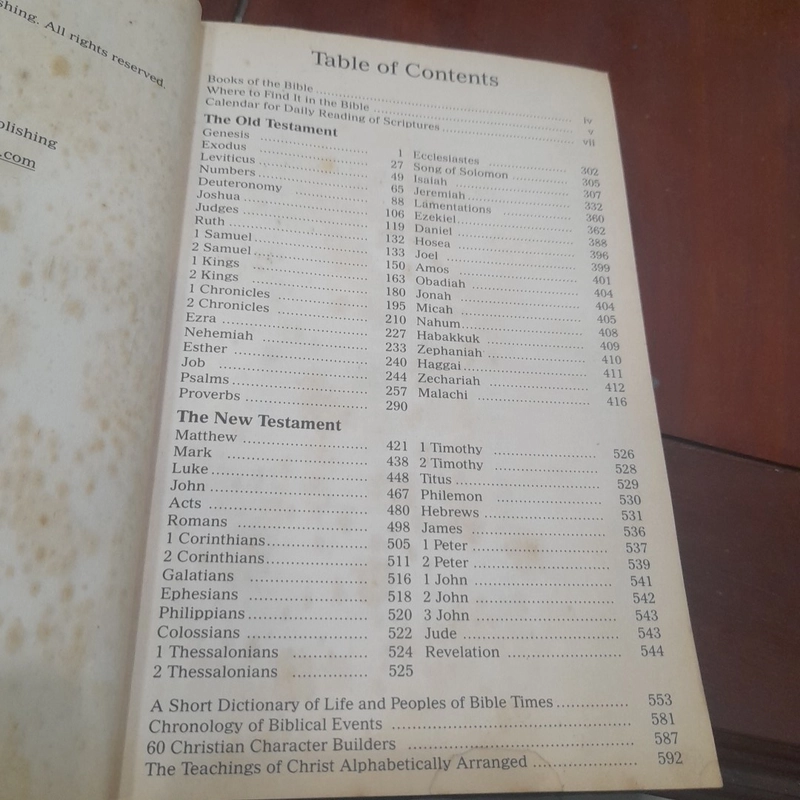 shing. All rights reserved.
blishing
.com
Table of Contents
Books of the Bible ... iv
Where to Find It in the Bible ... v
Calendar for Daily Reading of Scriptures ... vii
The Old Testament
Genesis ... 1
Exodus ... 27
Leviticus ... 49
Numbers ... 65
Deuteronomy ... 88
Joshua ... 106
Judges ... 119
Ruth ... 132
1 Samuel ... 133
2 Samuel ... 150
1 Kings ... 163
2 Kings ... 180
1 Chronicles ... 195
2 Chronicles ... 210
Ezra ... 227
Nehemiah ... 233
Esther ... 240
Job ... 244
Psalms ... 257
Proverbs ... 290
Ecclesiastes ... 302
Song of Solomon ... 305
Isaiah ... 307
Jeremiah ... 332
Lamentations ... 360
Ezekiel ... 362
Daniel ... 388
Hosea ... 396
Joel ... 399
Amos ... 401
Obadiah ... 404
Jonah ... 404
Micah ... 405
Nahum ... 408
Habakkuk ... 409
Zephaniah ... 410
Haggai ... 411
Zechariah ... 412
Malachi ... 416
The New Testament
Matthew ... 421
Mark ... 438
Luke ... 448
John ... 467
Acts ... 480
Romans ... 498
1 Corinthians ... 505
2 Corinthians ... 511
Galatians ... 516
Ephesians ... 518
Philippians ... 520
Colossians ... 522
1 Thessalonians ... 524
2 Thessalonians ... 525
1 Timothy ... 526
2 Timothy ... 528
Titus ... 529
Philemon ... 530
Hebrews ... 531
James ... 536
1 Peter ... 537
2 Peter ... 539
1 John ... 541
2 John ... 542
3 John ... 543
Jude ... 543
Revelation ... 544
A Short Dictionary of Life and Peoples of Bible Times ... 553
Chronology of Biblical Events ... 581
60 Christian Character Builders ... 587
The Teachings of Christ Alphabetically Arranged ... 592